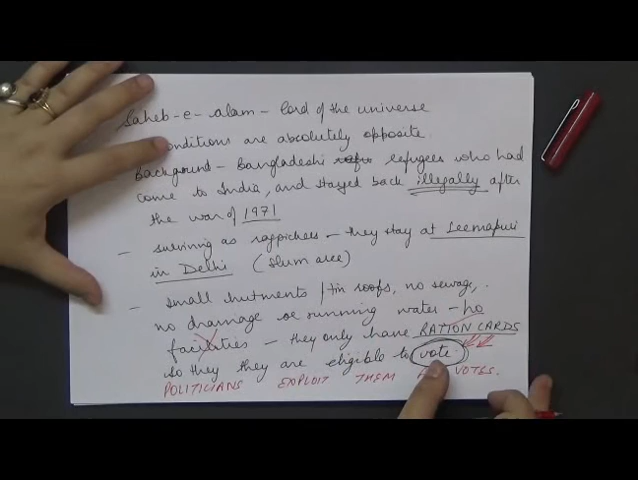 Saheb-e-alam - lord of the universe
conditions are absolutely opposite.
Background - Bangladeshi refugees who had
come to India, and stayed back illegally after
the war of 1971
- surviving as ragpickers - they stay at Seemapuri
in Delhi (slum area)
- small hutments / tin roofs, no sewage,
no drainage or running water - no
facilities - they only have RATION CARDS
so they they are eligible to vote.
POLITICIANS EXPLOIT THEM VOTES.